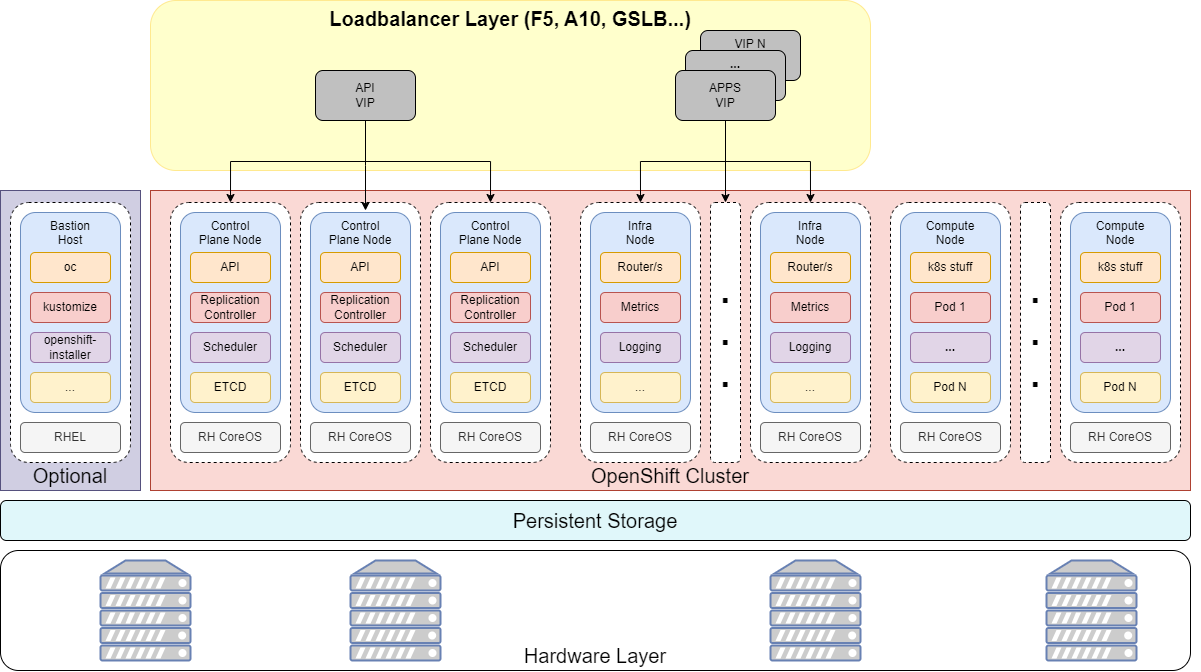 Loadbalancer Layer (F5, A10, GSLB...)
VIP N
...
API
VIP
APPS
VIP
Bastion
Host
oc
kustomize
openshift-
installer
...
RHEL
Optional
Control
Plane Node
API
Replication
Controller
Scheduler
ETCD
RH CoreOS
Control
Plane Node
API
Replication
Controller
Scheduler
ETCD
RH CoreOS
Control
Plane Node
API
Replication
Controller
Scheduler
ETCD
RH CoreOS
Infra
Node
Router/s
Metrics
Logging
...
RH CoreOS
.
.
.
Infra
Node
Router/s
Metrics
Logging
...
RH CoreOS
Compute
Node
k8s stuff
Pod 1
...
Pod N
RH CoreOS
.
.
.
Compute
Node
k8s stuff
Pod 1
...
Pod N
RH CoreOS
OpenShift Cluster
Persistent Storage
Hardware Layer